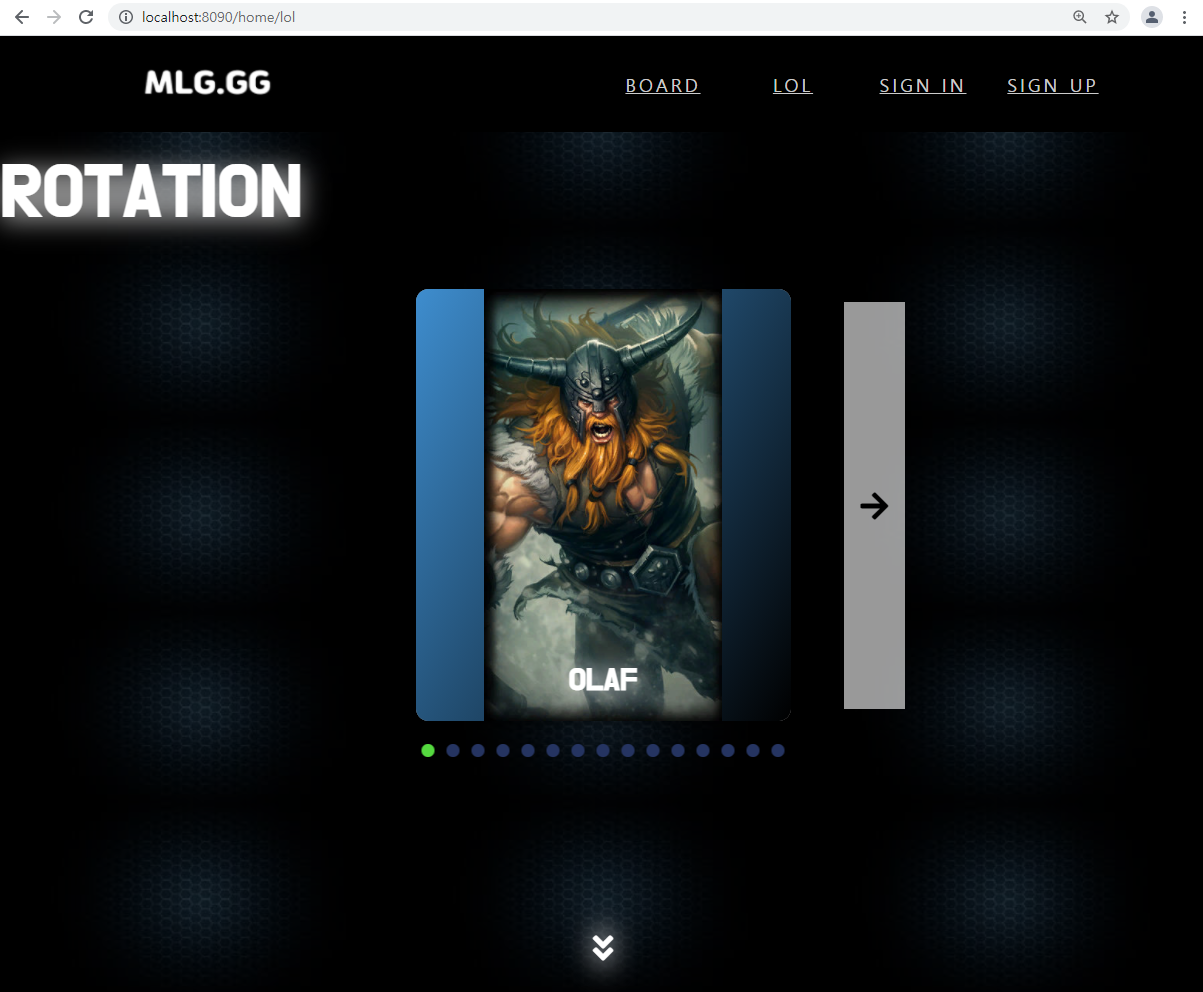 localhost:8090/home/lol
MLG.GG
BOARD LOL SIGN IN SIGN UP
ROTATION
OLAF